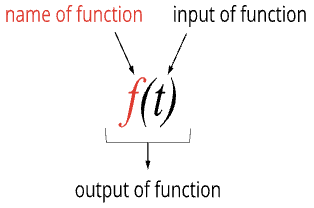 name of function
input of function
f(t)
output of function